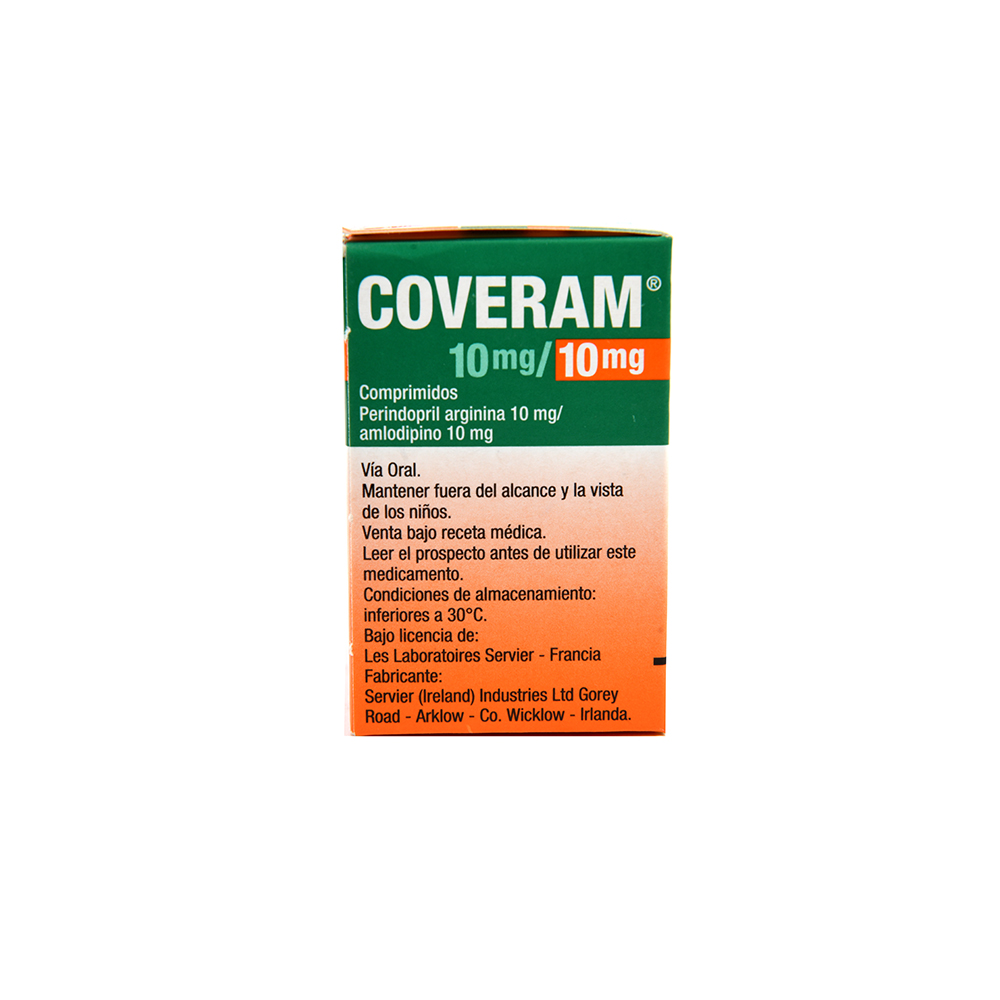 COVERAM®
10mg/10mg
Comprimidos
Perindopril arginina 10 mg/
amlodipino 10 mg
Vía Oral.
Mantener fuera del alcance y la vista
de los niños.
Venta bajo receta médica.
Leer el prospecto antes de utilizar este
medicamento.
Condiciones de almacenamiento:
inferiores a 30°C.
Bajo licencia de:
Les Laboratoires Servier - Francia
Fabricante:
Servier (Ireland) Industries Ltd Gorey
Road - Arklow - Co. Wicklow - Irlanda.